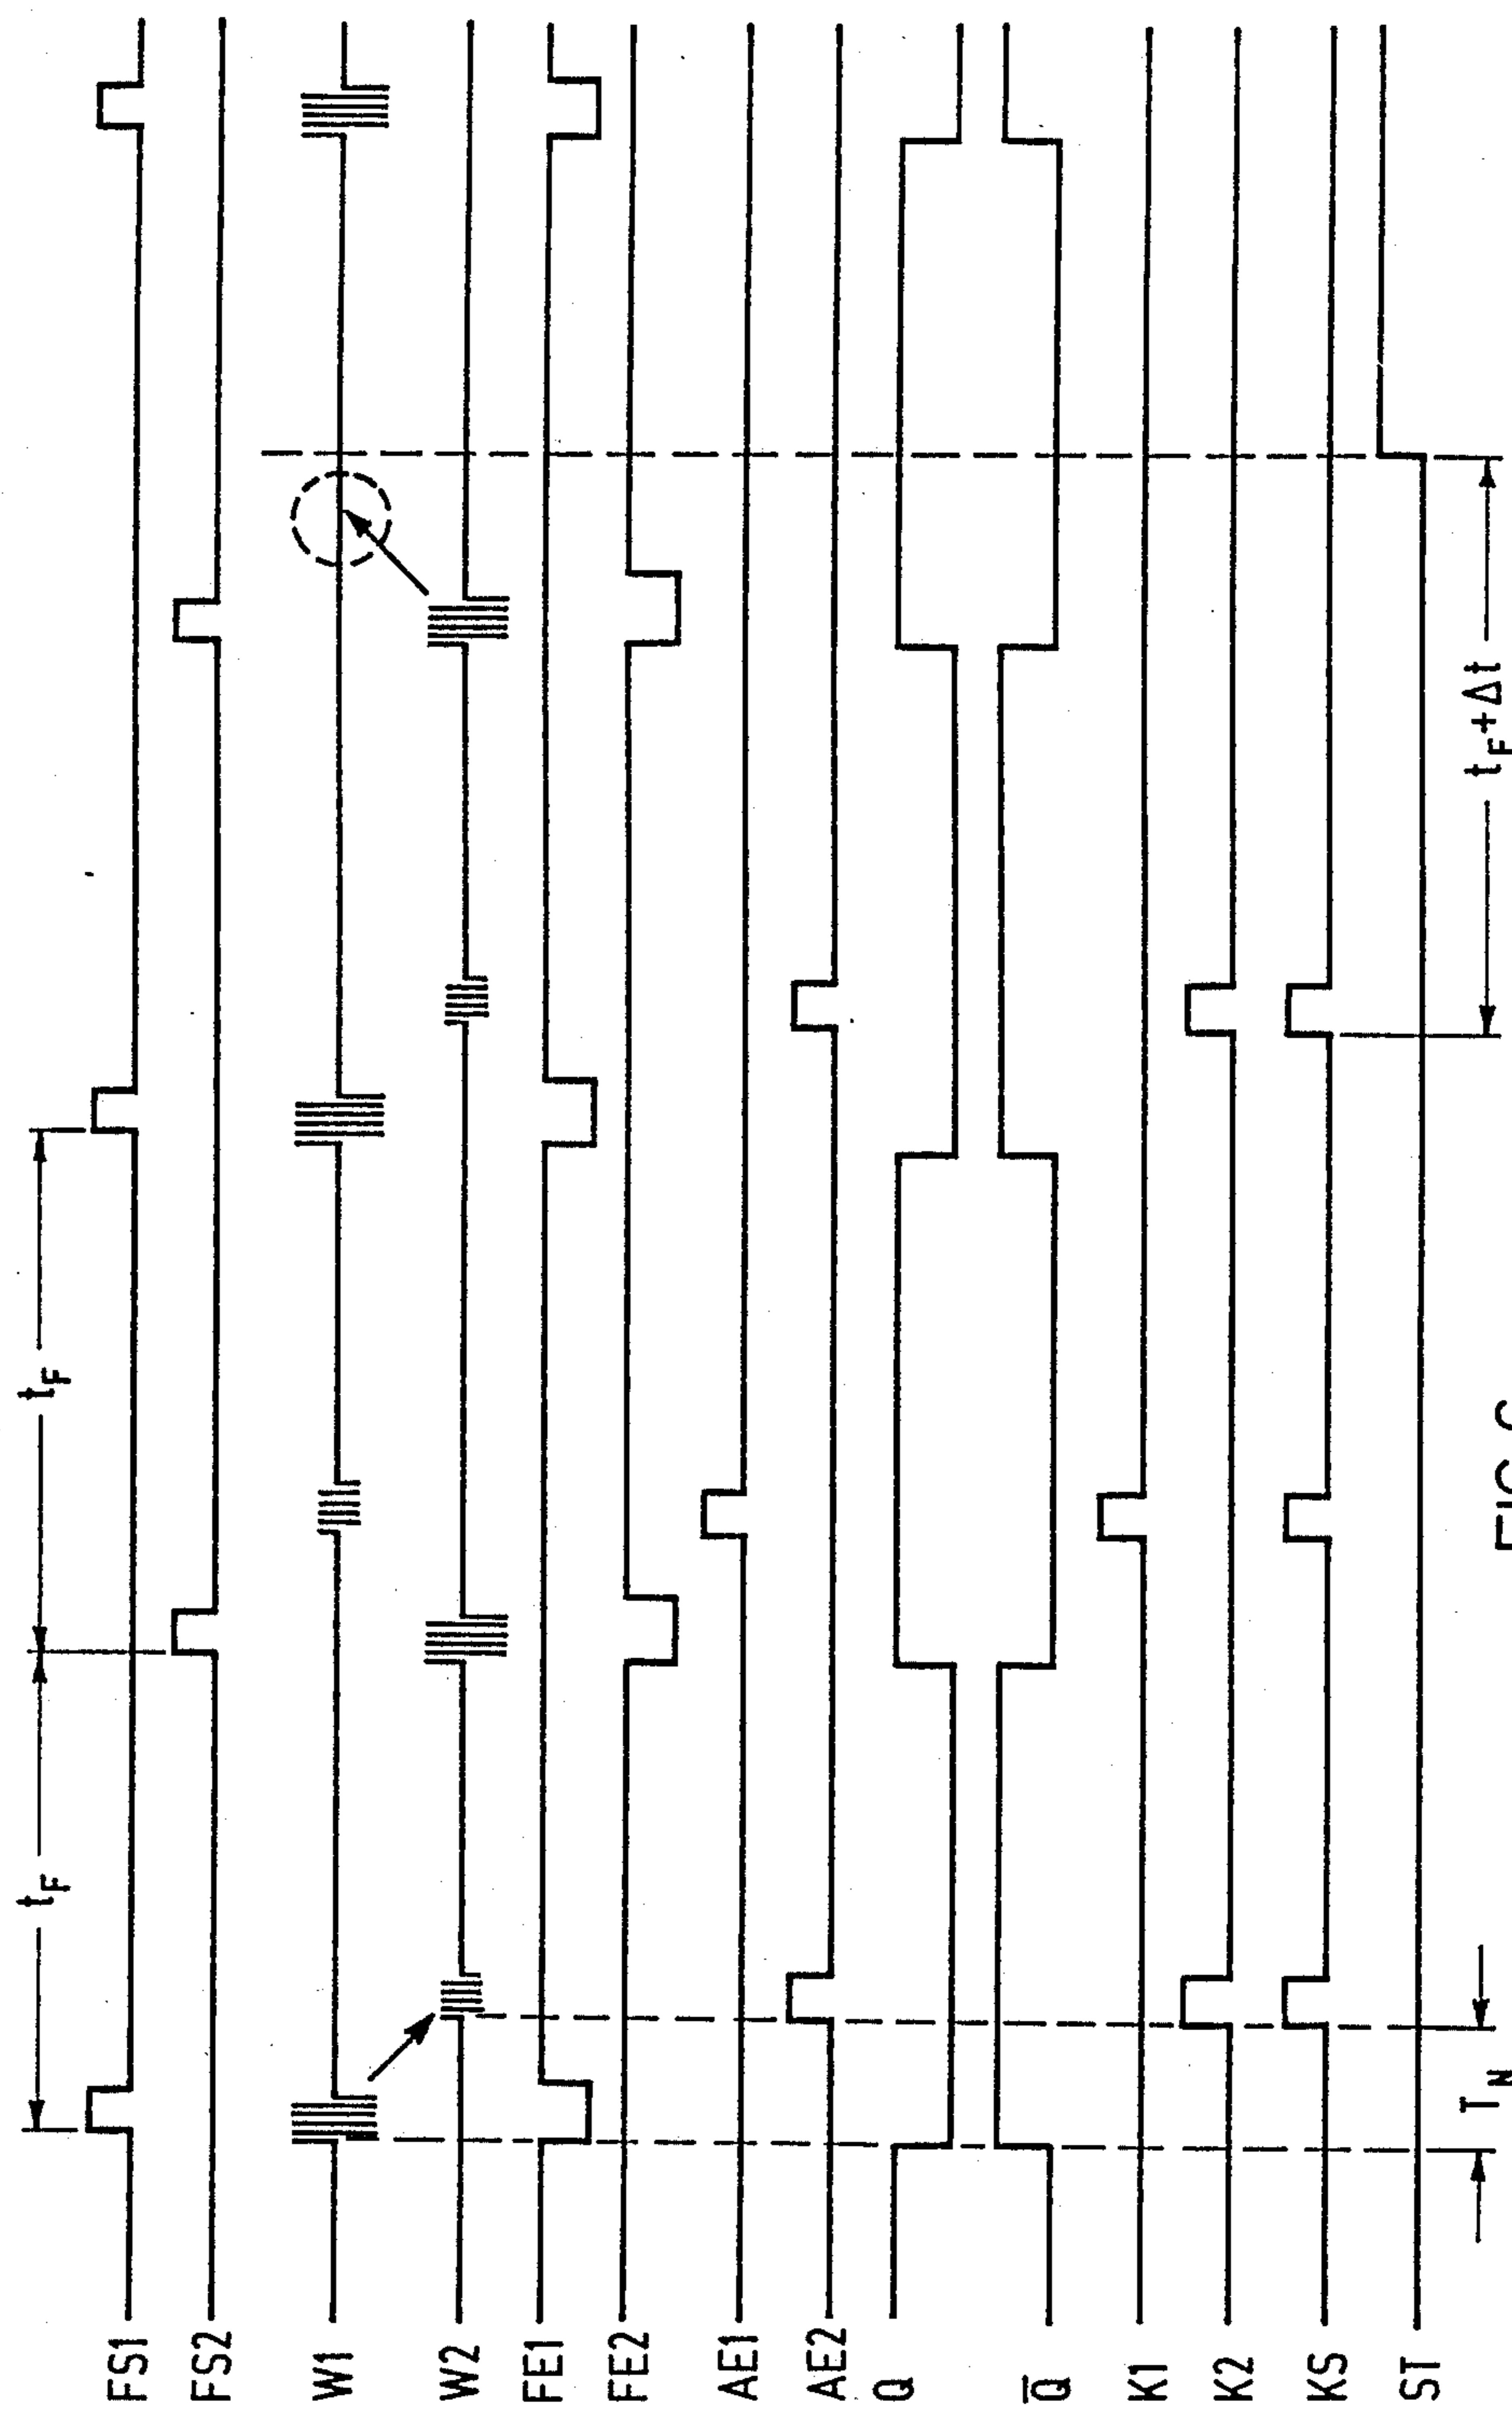 t_F
t_F
FS1
FS2
W1
W2
FE1
FE2
AE1
AE2
Q
Q̅
K1
K2
KS
ST
T_N
t_F+Δt